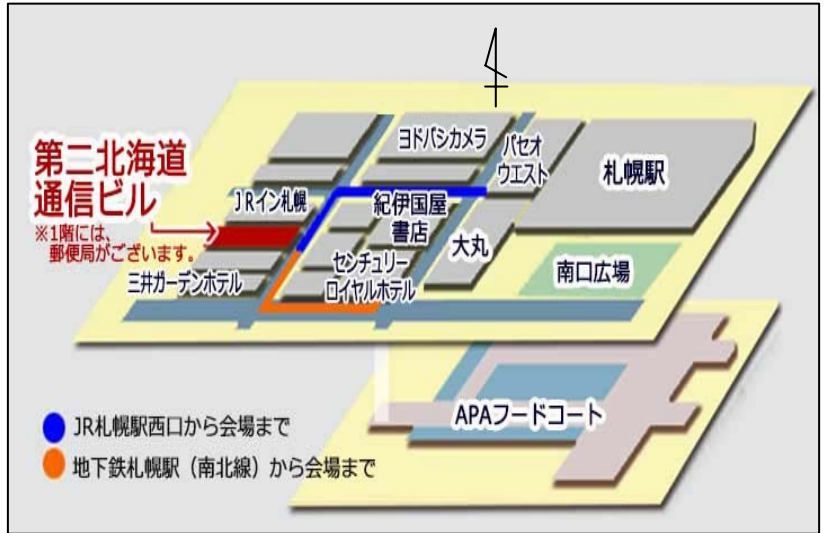 ヨドバシカメラ
パセオ
ウエスト
札幌駅
第二北海道
通信ビル
※1階には、
郵便局がございます。
JRイン札幌
紀伊国屋
書店
大丸
センチュリー
ロイヤルホテル
三井ガーデンホテル
南口広場
APAフードコート
JR札幌駅西口から会場まで
地下鉄札幌駅（南北線）から会場まで